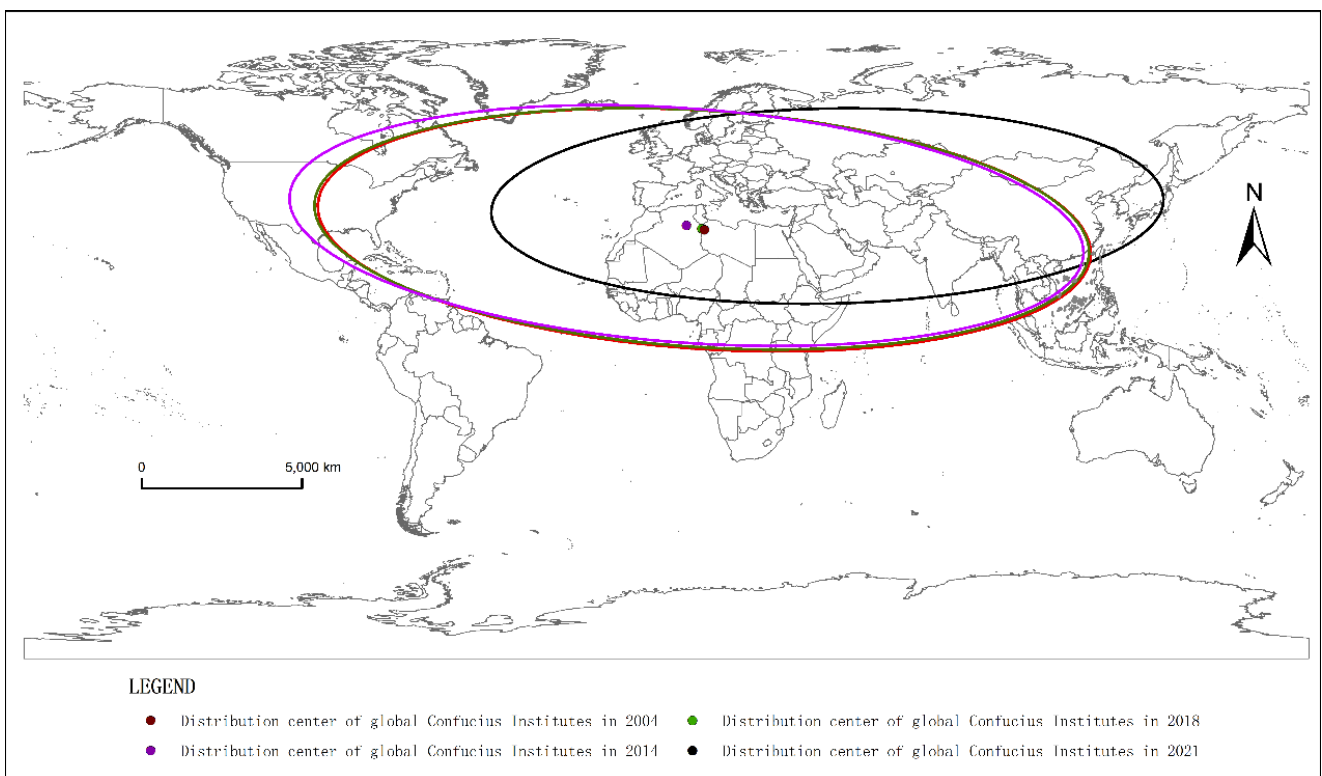 N
0 5,000 km
LEGEND
Distribution center of global Confucius Institutes in 2004
Distribution center of global Confucius Institutes in 2018
Distribution center of global Confucius Institutes in 2014
Distribution center of global Confucius Institutes in 2021